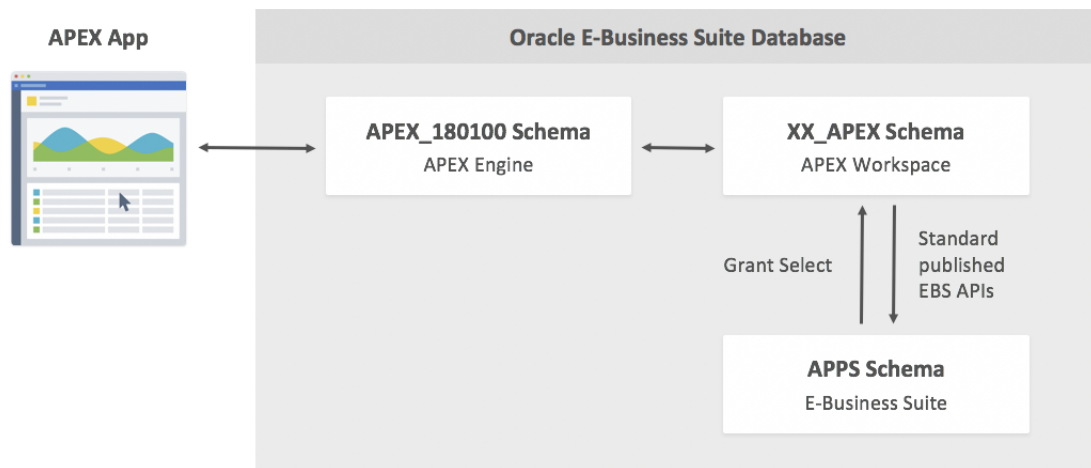 APEX App
Oracle E-Business Suite Database
APEX_180100 Schema
APEX Engine
XX_APEX Schema
APEX Workspace
Grant Select
Standard
published
EBS APIs
APPS Schema
E-Business Suite